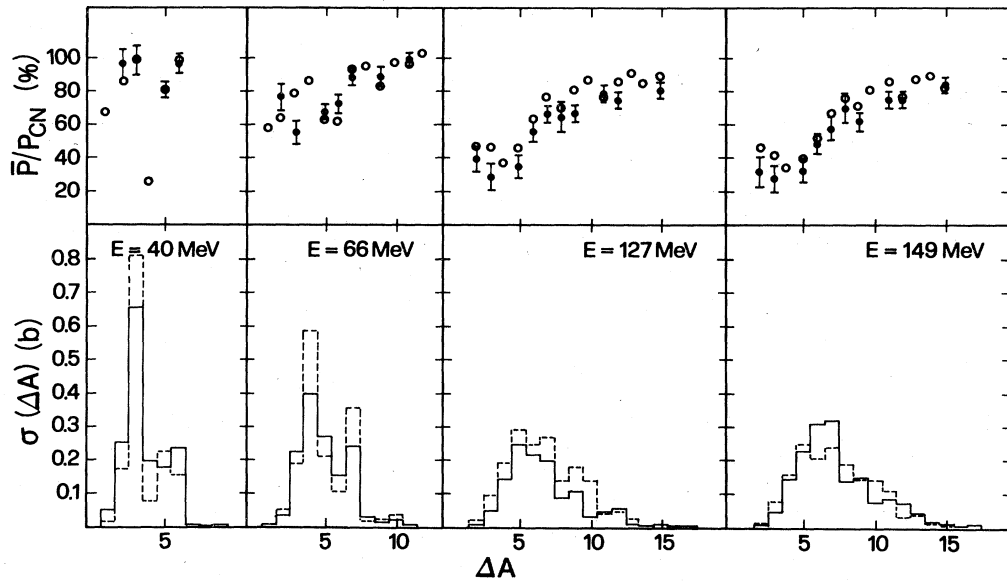 P̅/P_CN (%)
100
80
60
40
20
E = 40 MeV
E = 66 MeV
E = 127 MeV
E = 149 MeV
σ (ΔA) (b)
0.8
0.7
0.6
0.5
0.4
0.3
0.2
0.1
5
5 10
5 10 15
5 10 15
ΔA